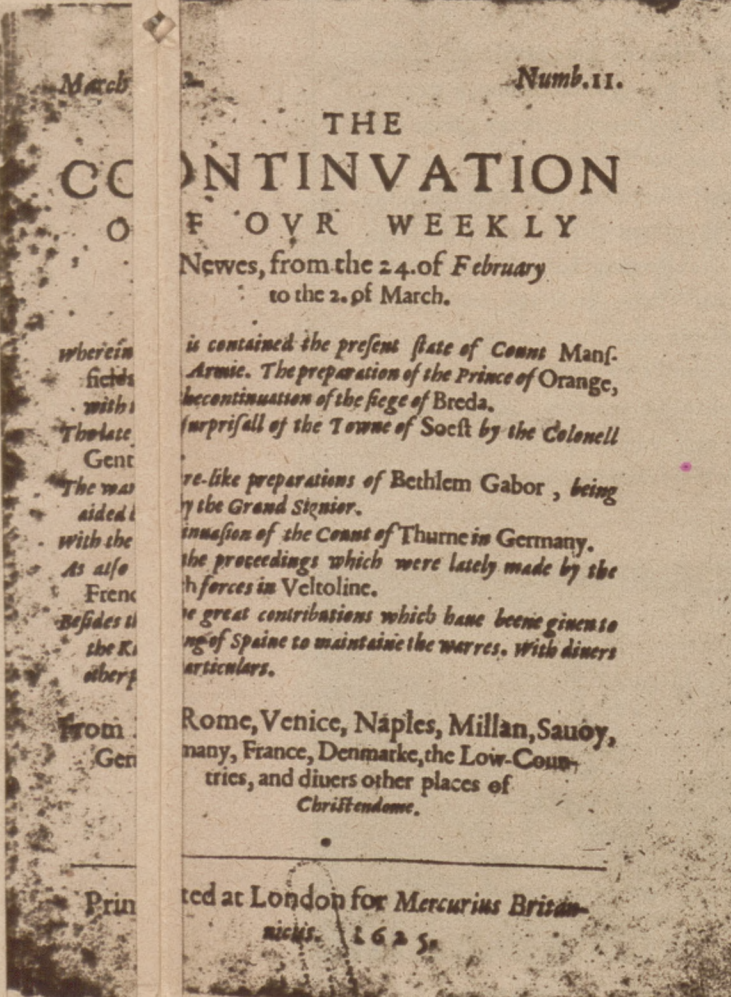 March 2. Numb.11.
THE
CONTINVATION
OF OVR WEEKLY
Newes, from the 24. of February
to the 2. of March.
Wherein is contained the preſent ſtate of Count Manſ-
fields Armie. The preparation of the Prince of Orange,
with the continuation of the ſiege of Breda.
The late ſurpriſall of the Towne of Soeſt by the Colonell
Gent.
The warre-like preparations of Bethlem Gabor, being
aided by the Grand Signior.
With the inuaſion of the Count of Thurne in Germany.
As alſo the proceedings which were lately made by the
French forces in Veltoline.
Beſides the great contributions which haue beene giuen to
the King of Spaine to maintaine the warres. With diuers
other particulars.
From Rome, Venice, Naples, Millan, Sauoy,
Germany, France, Denmarke, the Low-Coun-
tries, and diuers other places of
Chriſtendome.
Printed at London for Mercurius Britan-
nicus. 1625.